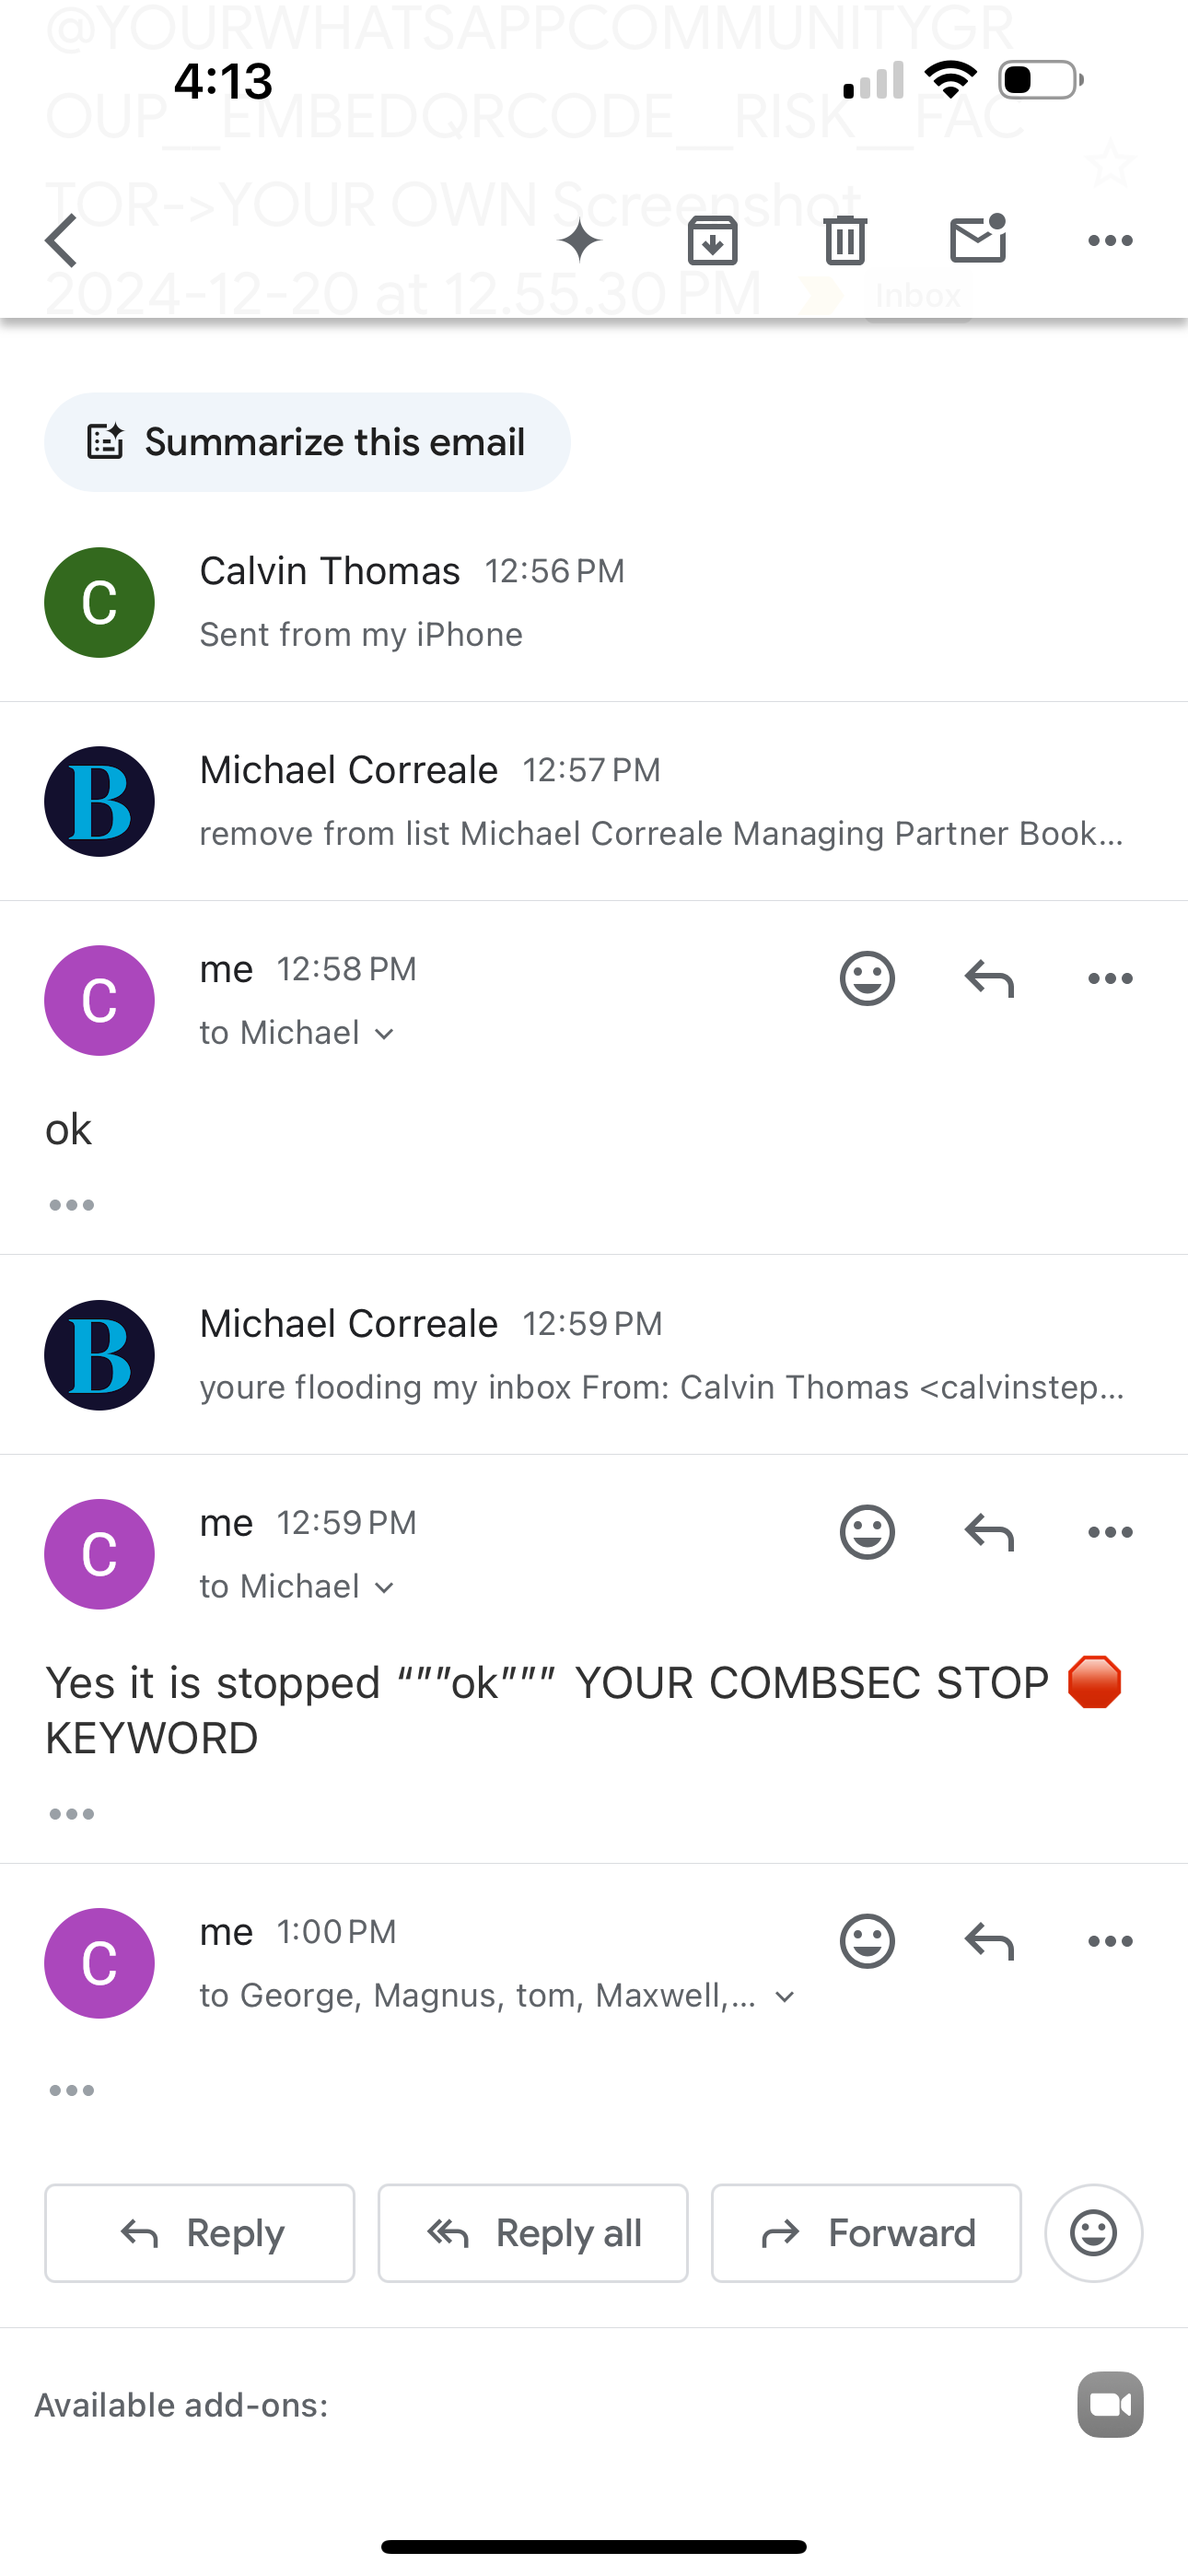 @YOURWHATSAPPCOMMUNITYGR
4:13
OUP__EMBEDQRCODE__RISK__FAC
TOR->YOUR OWN Screenshot
2024-12-20 at 12.55.30 PM Inbox
Summarize this email
C
Calvin Thomas 12:56 PM
Sent from my iPhone
B
Michael Correale 12:57 PM
remove from list Michael Correale Managing Partner Book...
C
me 12:58 PM
to Michael
ok
B
Michael Correale 12:59 PM
youre flooding my inbox From: Calvin Thomas <calvinstep...
C
me 12:59 PM
to Michael
Yes it is stopped “””ok””” YOUR COMBSEC STOP 🛑
KEYWORD
C
me 1:00 PM
to George, Magnus, tom, Maxwell,...
Reply Reply all Forward
Available add-ons: